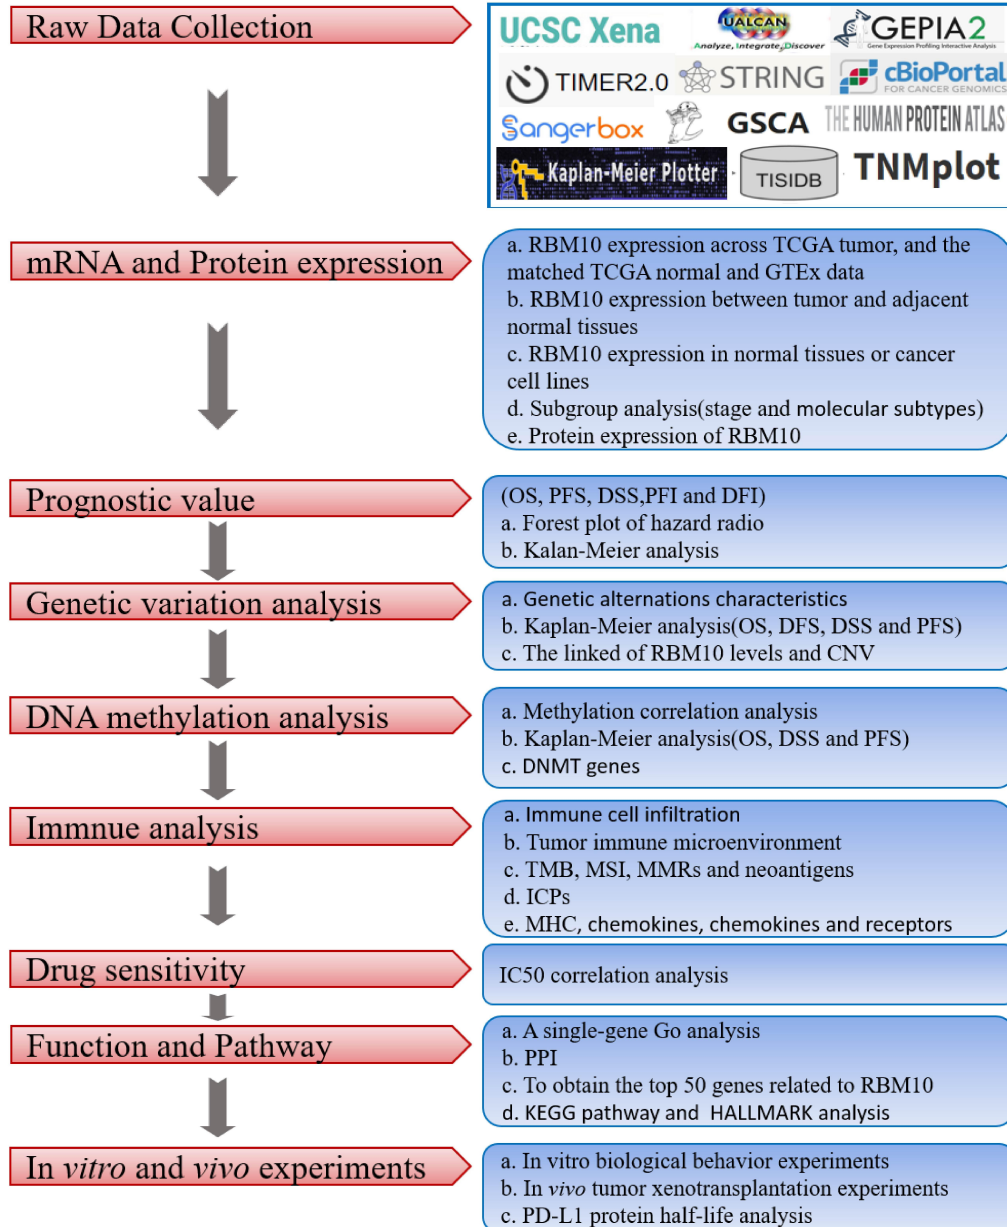 Raw Data Collection
UCSC Xena
UALCAN
Analyze, Integrate, Discover
GEPIA2
Gene Expression Profiling Interactive Analysis
TIMER2.0
STRING
cBioPortal
FOR CANCER GENOMICS
Sangerbox
GSCA
THE HUMAN PROTEIN ATLAS
Kaplan-Meier Plotter
TISIDB
TNMplot
mRNA and Protein expression
a. RBM10 expression across TCGA tumor, and the
matched TCGA normal and GTEx data
b. RBM10 expression between tumor and adjacent
normal tissues
c. RBM10 expression in normal tissues or cancer
cell lines
d. Subgroup analysis(stage and molecular subtypes)
e. Protein expression of RBM10
Prognostic value
(OS, PFS, DSS,PFI and DFI)
a. Forest plot of hazard radio
b. Kalan-Meier analysis
Genetic variation analysis
a. Genetic alternations characteristics
b. Kaplan-Meier analysis(OS, DFS, DSS and PFS)
c. The linked of RBM10 levels and CNV
DNA methylation analysis
a. Methylation correlation analysis
b. Kaplan-Meier analysis(OS, DSS and PFS)
c. DNMT genes
Immnue analysis
a. Immune cell infiltration
b. Tumor immune microenvironment
c. TMB, MSI, MMRs and neoantigens
d. ICPs
e. MHC, chemokines, chemokines and receptors
Drug sensitivity
IC50 correlation analysis
Function and Pathway
a. A single-gene Go analysis
b. PPI
c. To obtain the top 50 genes related to RBM10
d. KEGG pathway and HALLMARK analysis
In vitro and vivo experiments
a. In vitro biological behavior experiments
b. In vivo tumor xenotransplantation experiments
c. PD-L1 protein half-life analysis